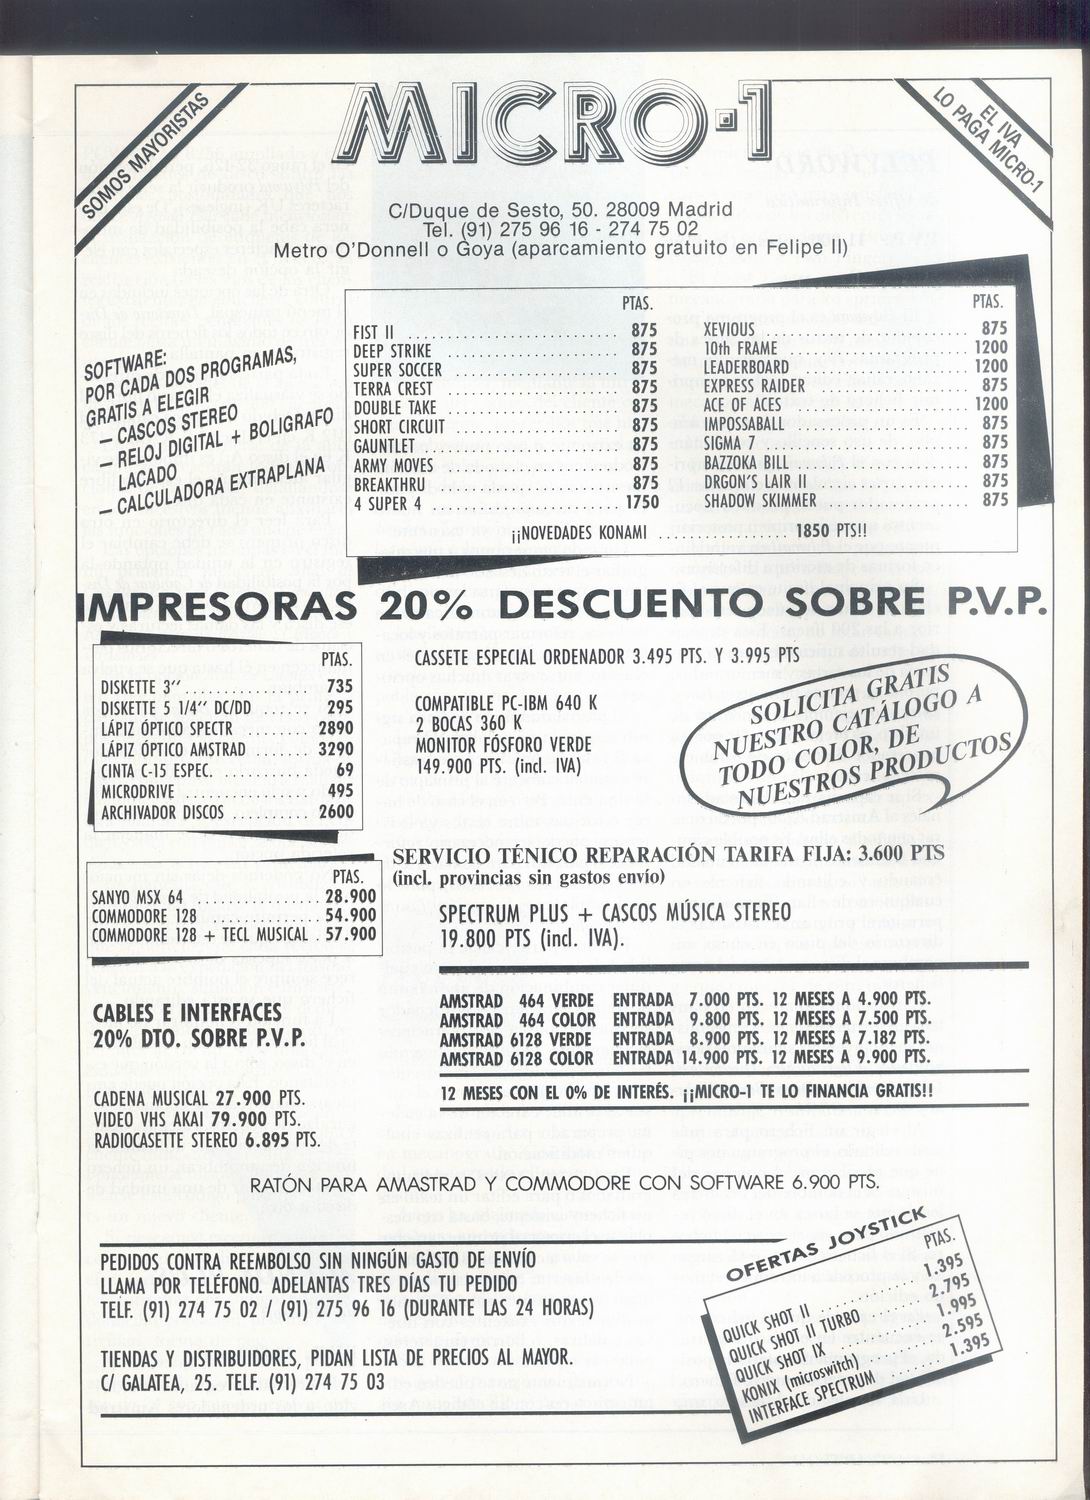 SOMOS MAYORISTAS
MICRO-1
EL IVA
LO PAGA MICRO-1
C/Duque de Sesto, 50. 28009 Madrid
Tel. (91) 275 96 16 - 274 75 02
Metro O'Donnell o Goya (aparcamiento gratuito en Felipe II)
SOFTWARE:
POR CADA DOS PROGRAMAS,
GRATIS A ELEGIR
— CASCOS STEREO
— RELOJ DIGITAL + BOLIGRAFO
LACADO
— CALCULADORA EXTRAPLANA
PTAS.
FIST II .......... 875
DEEP STRIKE .......... 875
SUPER SOCCER .......... 875
TERRA CREST .......... 875
DOUBLE TAKE .......... 875
SHORT CIRCUIT .......... 875
GAUNTLET .......... 875
ARMY MOVES .......... 875
BREAKTHRU .......... 875
4 SUPER 4 .......... 1750
PTAS.
XEVIOUS .......... 875
10th FRAME .......... 1200
LEADERBOARD .......... 1200
EXPRESS RAIDER .......... 875
ACE OF ACES .......... 1200
IMPOSSABALL .......... 875
SIGMA 7 .......... 875
BAZZOKA BILL .......... 875
DRGON'S LAIR II .......... 875
SHADOW SKIMMER .......... 875
¡¡NOVEDADES KONAMI .......... 1850 PTS!!
IMPRESORAS 20% DESCUENTO SOBRE P.V.P.
PTAS.
DISKETTE 3″ .......... 735
DISKETTE 5 1/4″ DC/DD ...... 295
LÁPIZ ÓPTICO SPECTR ...... 2890
LÁPIZ ÓPTICO AMSTRAD ...... 3290
CINTA C-15 ESPEC. .......... 69
MICRODRIVE .......... 495
ARCHIVADOR DISCOS ...... 2600
CASSETE ESPECIAL ORDENADOR 3.495 PTS. Y 3.995 PTS
COMPATIBLE PC-IBM 640 K
2 BOCAS 360 K
MONITOR FÓSFORO VERDE
149.900 PTS. (incl. IVA)
SOLICITA GRATIS
NUESTRO CATÁLOGO A
TODO COLOR, DE
NUESTROS PRODUCTOS
SERVICIO TÉCNICO REPARACIÓN TARIFA FIJA: 3.600 PTS
(incl. provincias sin gastos envío)
PTAS.
SANYO MSX 64 .......... 28.900
COMMODORE 128 .......... 54.900
COMMODORE 128 + TECL MUSICAL . 57.900
SPECTRUM PLUS + CASCOS MÚSICA STEREO
19.800 PTS (incl. IVA).
CABLES E INTERFACES
20% DTO. SOBRE P.V.P.
AMSTRAD 464 VERDE ENTRADA 7.000 PTS. 12 MESES A 4.900 PTS.
AMSTRAD 464 COLOR ENTRADA 9.800 PTS. 12 MESES A 7.500 PTS.
AMSTRAD 6128 VERDE ENTRADA 8.900 PTS. 12 MESES A 7.182 PTS.
AMSTRAD 6128 COLOR ENTRADA 14.900 PTS. 12 MESES A 9.900 PTS.
12 MESES CON EL 0% DE INTERÉS. ¡¡MICRO-1 TE LO FINANCIA GRATIS!!
CADENA MUSICAL 27.900 PTS.
VIDEO VHS AKAI 79.900 PTS.
RADIOCASETTE STEREO 6.895 PTS.
RATÓN PARA AMASTRAD Y COMMODORE CON SOFTWARE 6.900 PTS.
PEDIDOS CONTRA REEMBOLSO SIN NINGÚN GASTO DE ENVÍO
LLAMA POR TELÉFONO. ADELANTAS TRES DÍAS TU PEDIDO
TELF. (91) 274 75 02 / (91) 275 96 16 (DURANTE LAS 24 HORAS)
TIENDAS Y DISTRIBUIDORES, PIDAN LISTA DE PRECIOS AL MAYOR.
C/ GALATEA, 25. TELF. (91) 274 75 03
OFERTAS JOYSTICK
PTAS.
QUICK SHOT II .......... 1.395
QUICK SHOT II TURBO ...... 2.795
QUICK SHOT IX .......... 1.995
KONIX (microswitch) ...... 2.595
INTERFACE SPECTRUM ...... 1.395